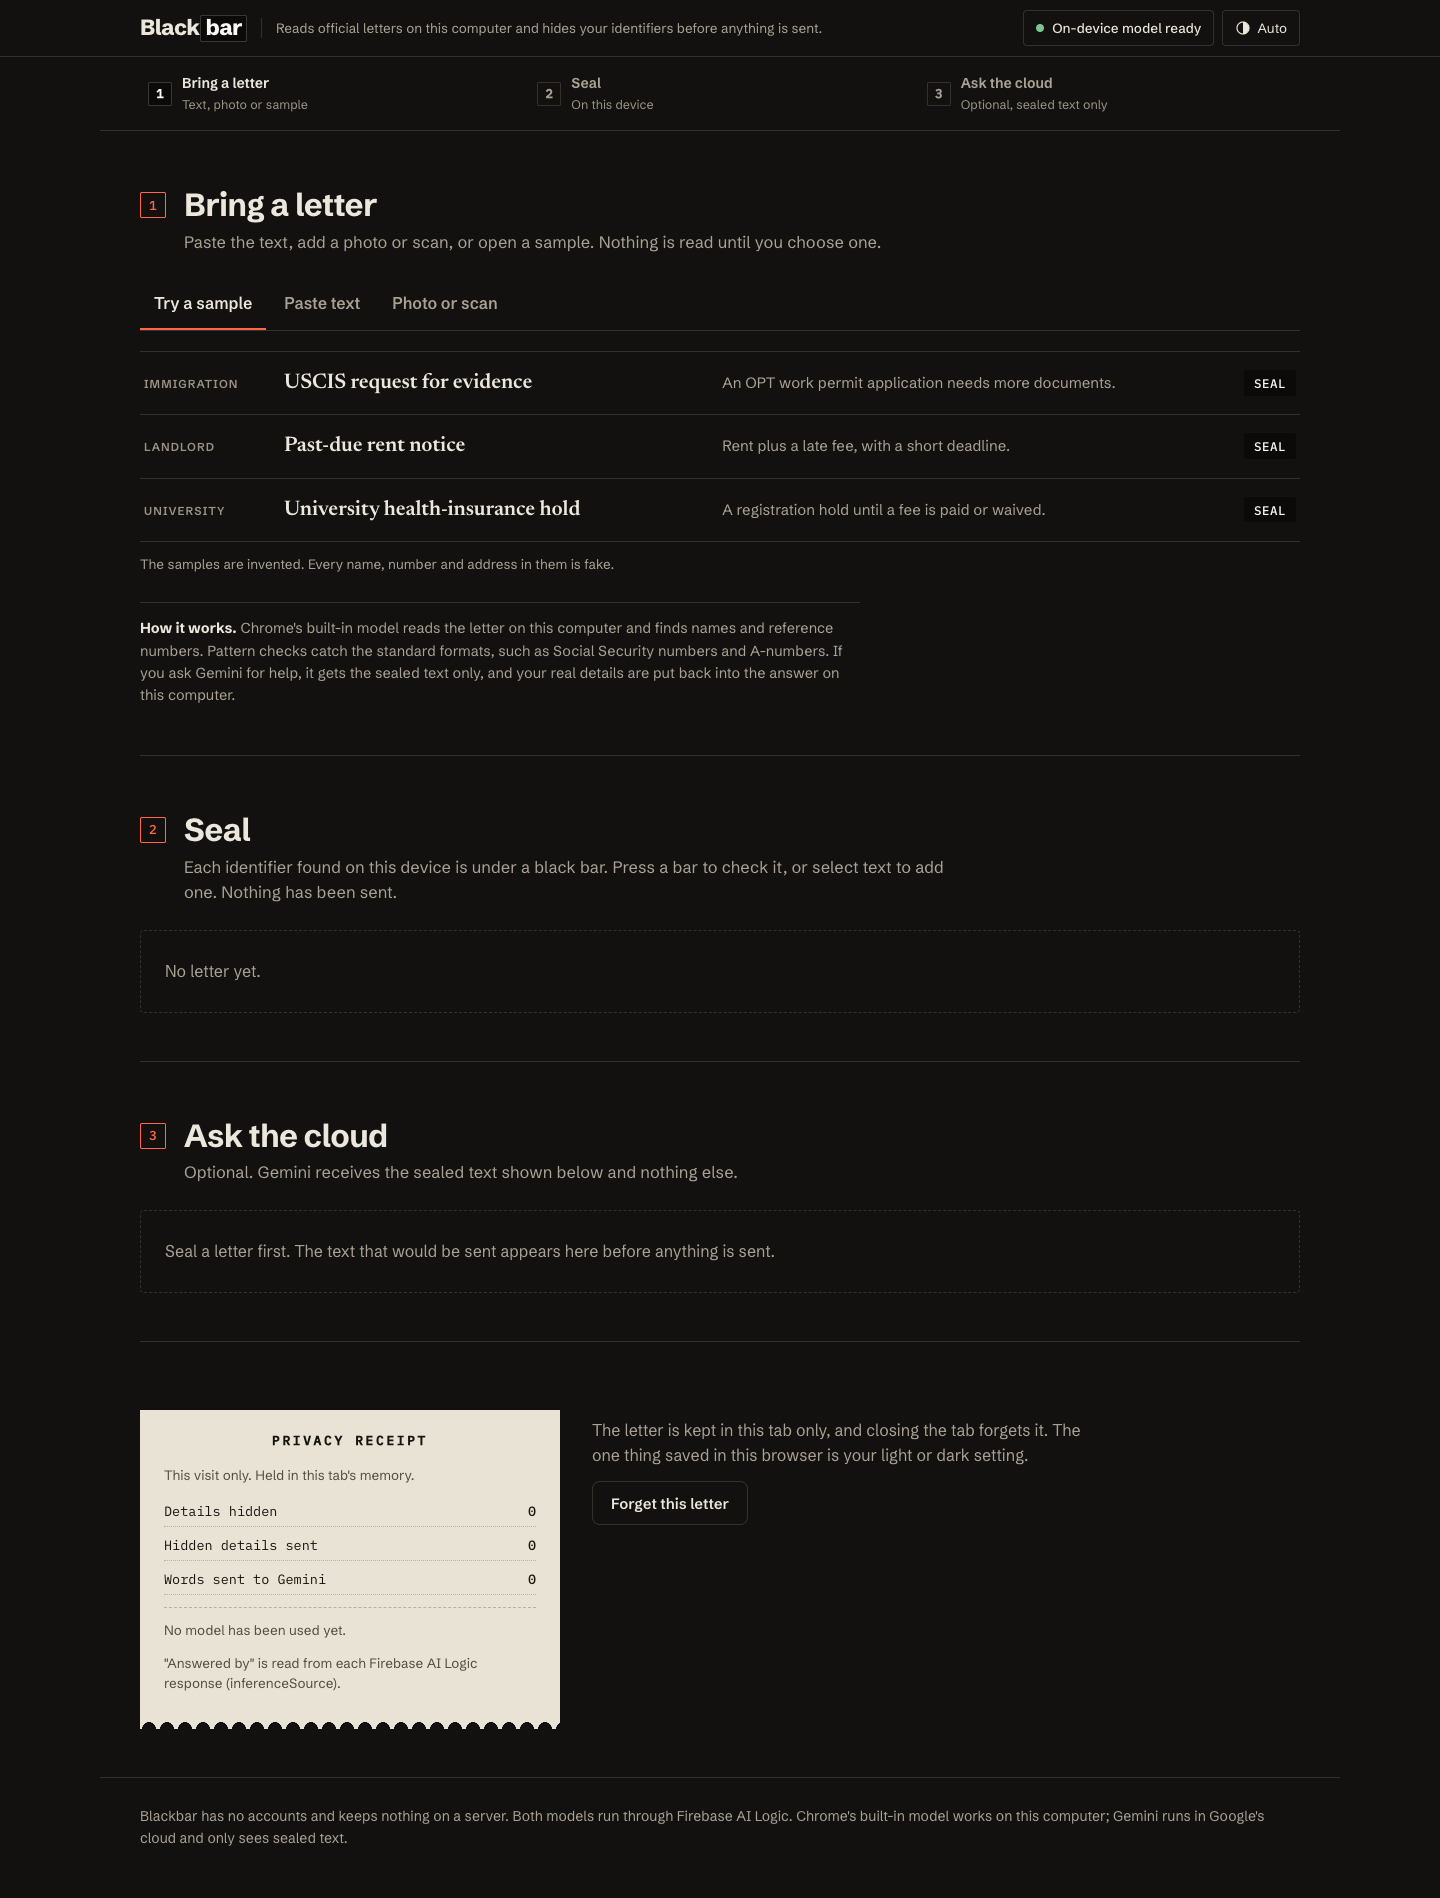 Blackbar
Reads official letters on this computer and hides your identifiers before anything is sent.
On-device model ready
Auto
1
Bring a letter
Text, photo or sample
2
Seal
On this device
3
Ask the cloud
Optional, sealed text only
1
Bring a letter
Paste the text, add a photo or scan, or open a sample. Nothing is read until you choose one.
Try a sample
Paste text
Photo or scan
IMMIGRATION
USCIS request for evidence
An OPT work permit application needs more documents.
SEAL
LANDLORD
Past-due rent notice
Rent plus a late fee, with a short deadline.
SEAL
UNIVERSITY
University health-insurance hold
A registration hold until a fee is paid or waived.
SEAL
The samples are invented. Every name, number and address in them is fake.
How it works. Chrome's built-in model reads the letter on this computer and finds names and reference
numbers. Pattern checks catch the standard formats, such as Social Security numbers and A-numbers. If
you ask Gemini for help, it gets the sealed text only, and your real details are put back into the answer on
this computer.
2
Seal
Each identifier found on this device is under a black bar. Press a bar to check it, or select text to add
one. Nothing has been sent.
No letter yet.
3
Ask the cloud
Optional. Gemini receives the sealed text shown below and nothing else.
Seal a letter first. The text that would be sent appears here before anything is sent.
PRIVACY RECEIPT
This visit only. Held in this tab's memory.
Details hidden 0
Hidden details sent 0
Words sent to Gemini 0
No model has been used yet.
"Answered by" is read from each Firebase AI Logic
response (inferenceSource).
The letter is kept in this tab only, and closing the tab forgets it. The
one thing saved in this browser is your light or dark setting.
Forget this letter
Blackbar has no accounts and keeps nothing on a server. Both models run through Firebase AI Logic. Chrome's built-in model works on this computer; Gemini runs in Google's
cloud and only sees sealed text.